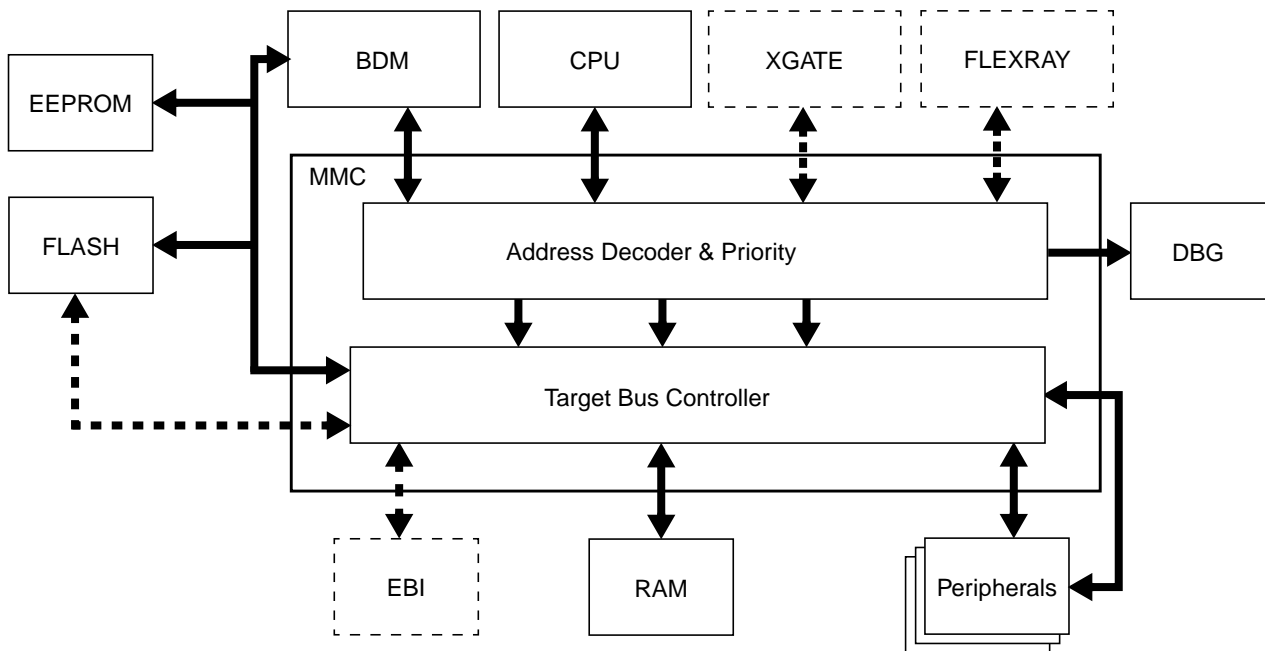 BDM
CPU
XGATE
FLEXRAY
EEPROM
MMC
FLASH
Address Decoder & Priority
DBG
Target Bus Controller
EBI
RAM
Peripherals